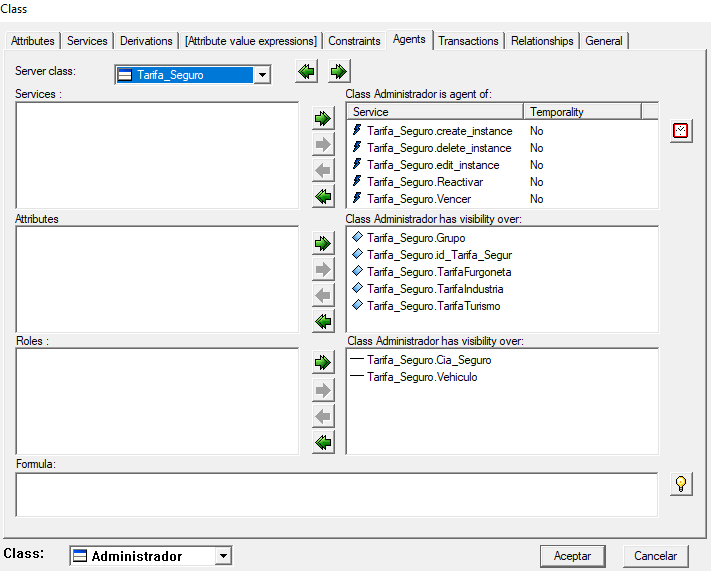 Class
Attributes Services Derivations [Attribute value expressions] Constraints Agents Transactions Relationships General
Server class: Tarifa_Seguro
Services : Class Administrador is agent of:
Service Temporality
Tarifa_Seguro.create_instance No
Tarifa_Seguro.delete_instance No
Tarifa_Seguro.edit_instance No
Tarifa_Seguro.Reactivar No
Tarifa_Seguro.Vencer No
Attributes Class Administrador has visibility over:
Tarifa_Seguro.Grupo
Tarifa_Seguro.id_Tarifa_Segur
Tarifa_Seguro.TarifaFurgoneta
Tarifa_Seguro.TarifaIndustria
Tarifa_Seguro.TarifaTurismo
Roles : Class Administrador has visibility over:
Tarifa_Seguro.Cia_Seguro
Tarifa_Seguro.Vehiculo
Formula:
Class: Administrador Aceptar Cancelar